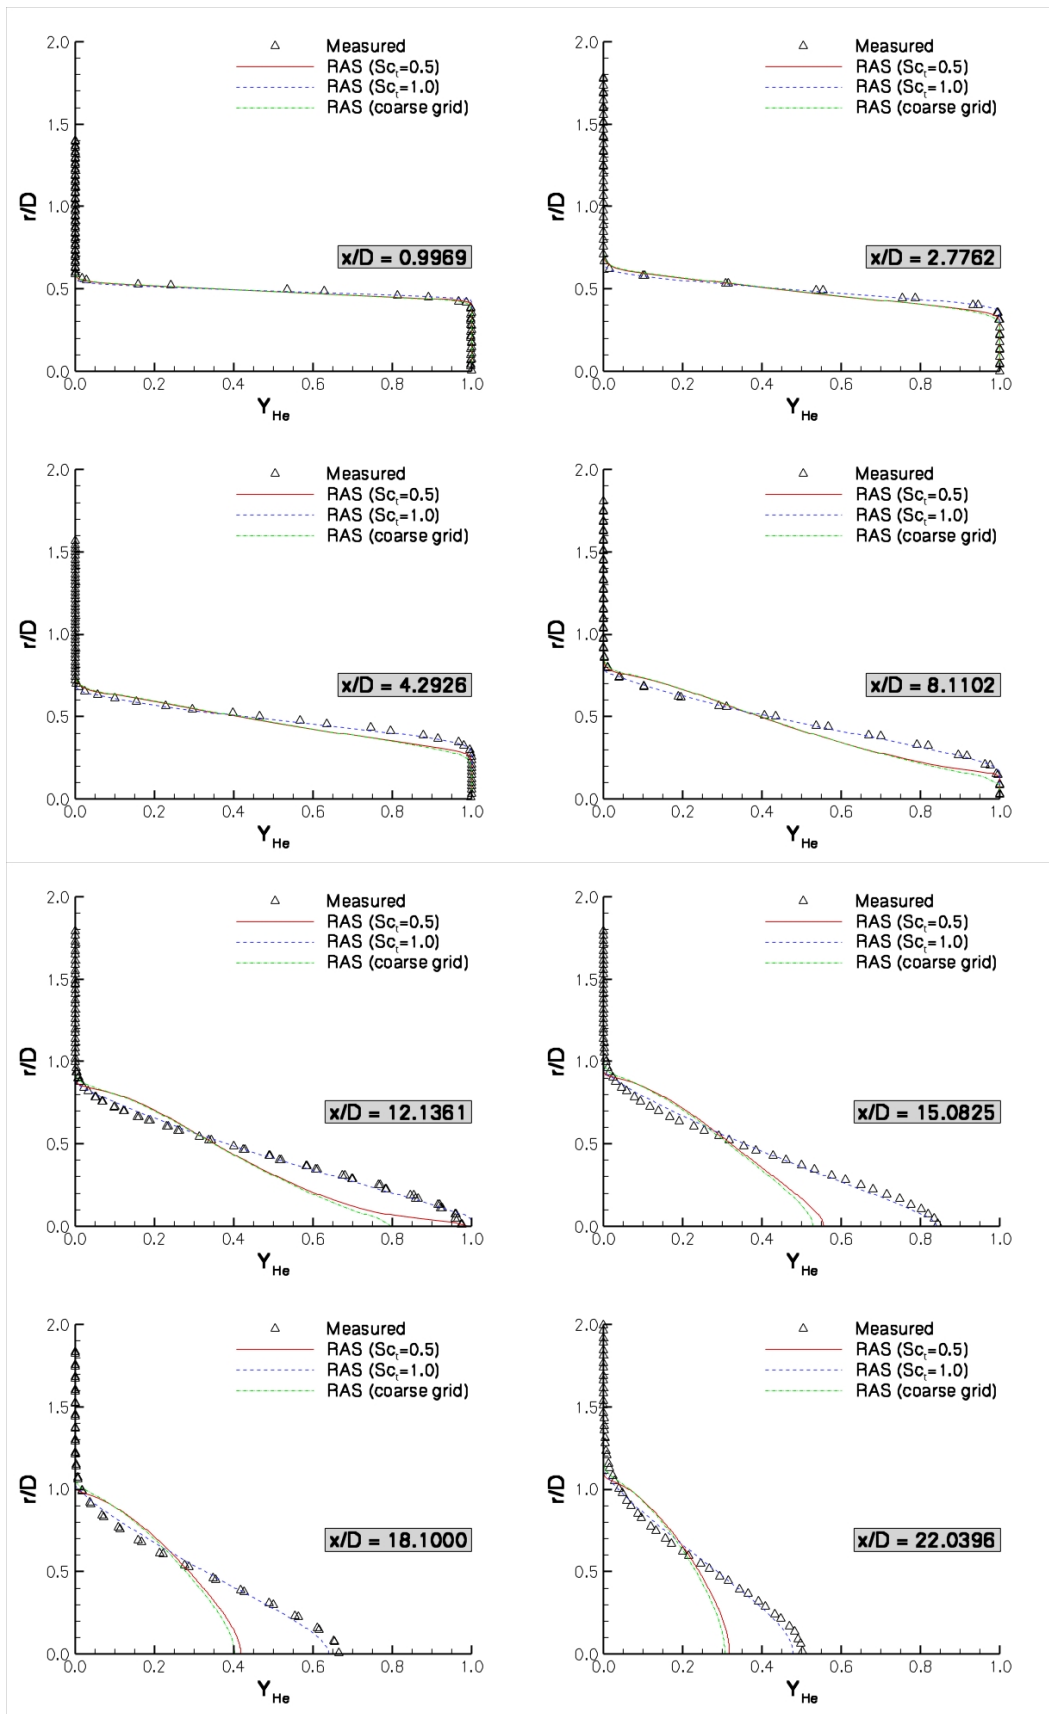 2.0
1.5
1.0
0.5
0.0
r/D
Measured
RAS (Sc_t=0.5)
RAS (Sc_t=1.0)
RAS (coarse grid)
x/D = 0.9969
0.0 0.2 0.4 0.6 0.8 1.0
Y_He
2.0
1.5
1.0
0.5
0.0
r/D
Measured
RAS (Sc_t=0.5)
RAS (Sc_t=1.0)
RAS (coarse grid)
x/D = 2.7762
0.0 0.2 0.4 0.6 0.8 1.0
Y_He
2.0
1.5
1.0
0.5
0.0
r/D
Measured
RAS (Sc_t=0.5)
RAS (Sc_t=1.0)
RAS (coarse grid)
x/D = 4.2926
0.0 0.2 0.4 0.6 0.8 1.0
Y_He
2.0
1.5
1.0
0.5
0.0
r/D
Measured
RAS (Sc_t=0.5)
RAS (Sc_t=1.0)
RAS (coarse grid)
x/D = 8.1102
0.0 0.2 0.4 0.6 0.8 1.0
Y_He
2.0
1.5
1.0
0.5
0.0
r/D
Measured
RAS (Sc_t=0.5)
RAS (Sc_t=1.0)
RAS (coarse grid)
x/D = 12.1361
0.0 0.2 0.4 0.6 0.8 1.0
Y_He
2.0
1.5
1.0
0.5
0.0
r/D
Measured
RAS (Sc_t=0.5)
RAS (Sc_t=1.0)
RAS (coarse grid)
x/D = 15.0825
0.0 0.2 0.4 0.6 0.8 1.0
Y_He
2.0
1.5
1.0
0.5
0.0
r/D
Measured
RAS (Sc_t=0.5)
RAS (Sc_t=1.0)
RAS (coarse grid)
x/D = 18.1000
0.0 0.2 0.4 0.6 0.8 1.0
Y_He
2.0
1.5
1.0
0.5
0.0
r/D
Measured
RAS (Sc_t=0.5)
RAS (Sc_t=1.0)
RAS (coarse grid)
x/D = 22.0396
0.0 0.2 0.4 0.6 0.8 1.0
Y_He